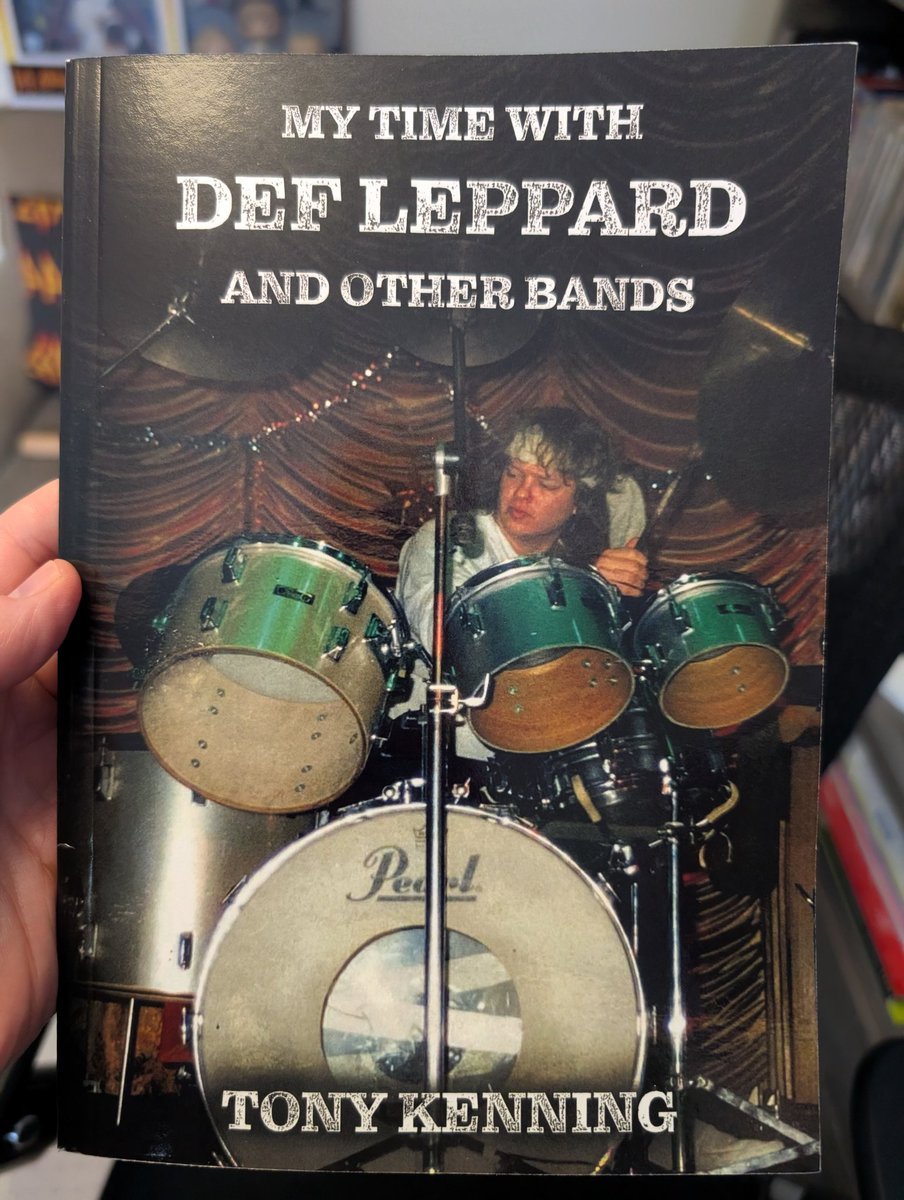 MY TIME WITH
DEF LEPPARD
AND OTHER BANDS
Pearl
TONY KENNING